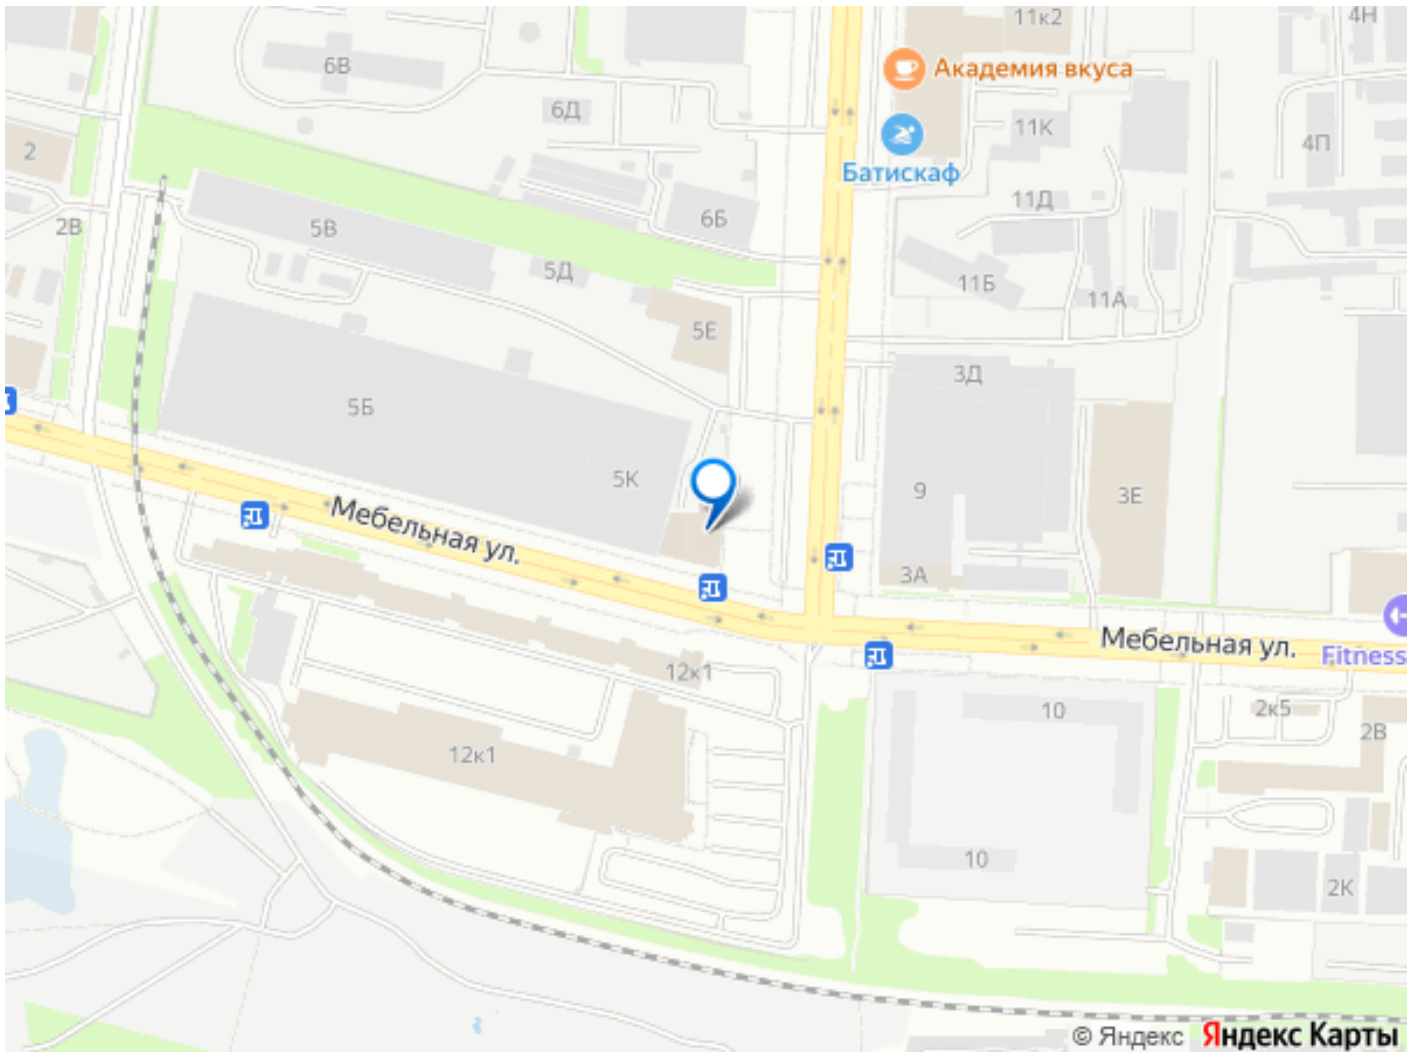 11к2
4Н
6В
Академия вкуса
6Д
11К
2
4П
Батискаф
11Д
6Б
2В
5В
5Д
11Б
11А
5Е
3Д
5Б
5К
9
3Е
Мебельная ул.
3А
Мебельная ул.
Fitness
12к1
10
2к5
2В
12к1
10
2К
© Яндекс Яндекс Карты